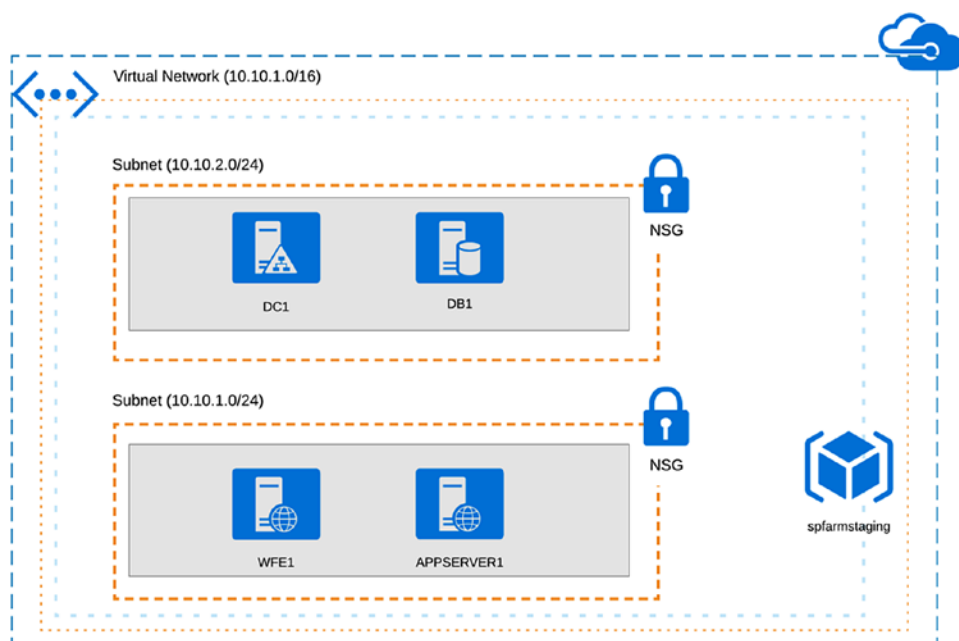 Virtual Network (10.10.1.0/16)
Subnet (10.10.2.0/24)
NSG
DC1
DB1
Subnet (10.10.1.0/24)
NSG
WFE1
APPSERVER1
spfarmstaging